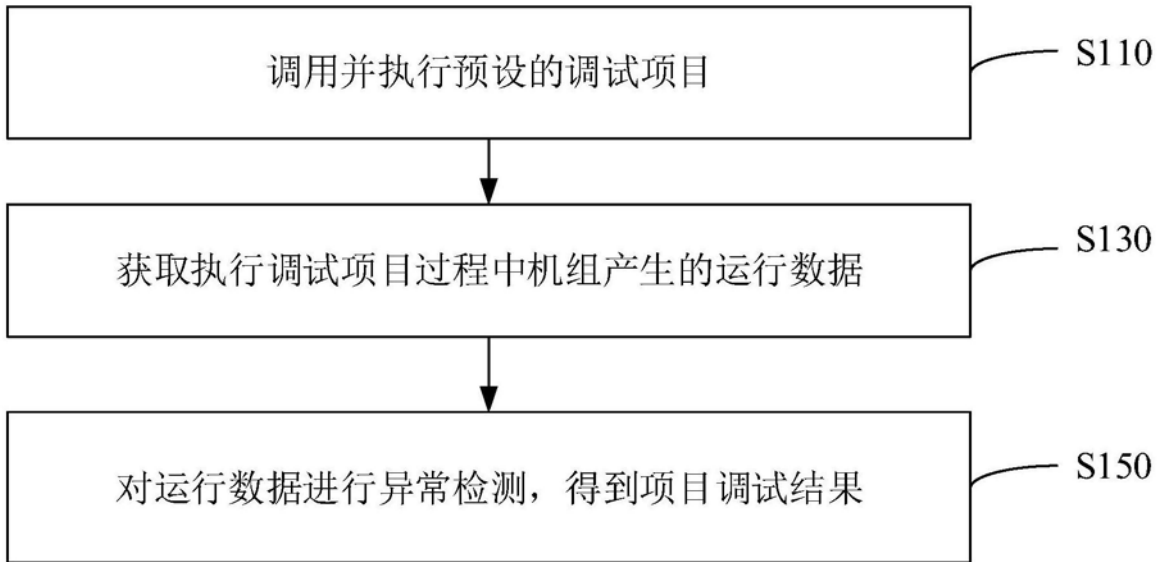 调用并执行预设的调试项目
S110
获取执行调试项目过程中机组产生的运行数据
S130
对运行数据进行异常检测，得到项目调试结果
S150